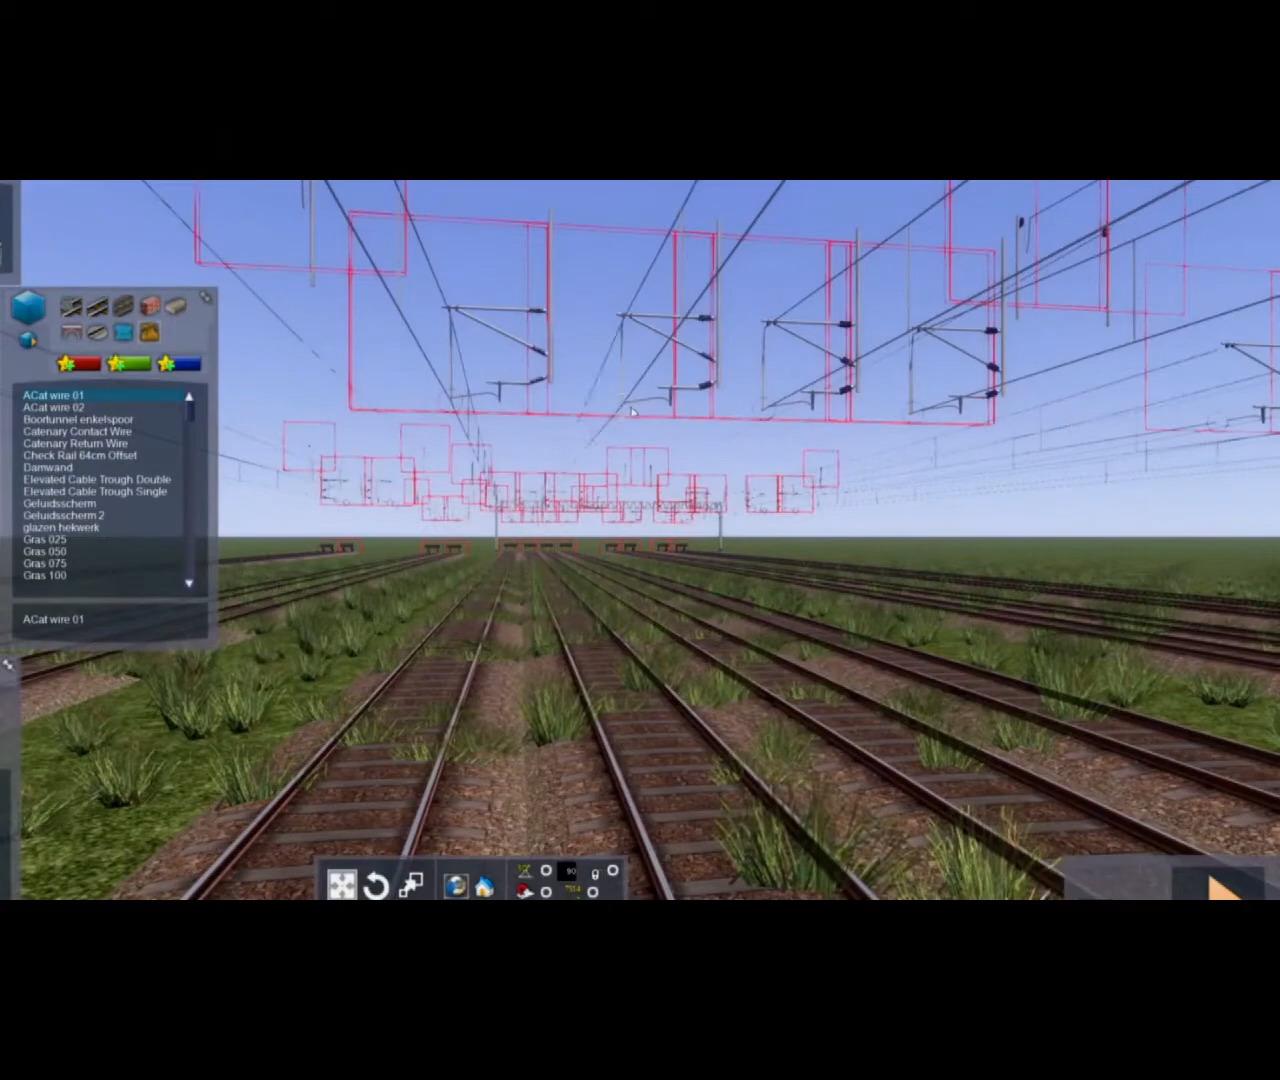 ACat wire 01
ACat wire 02
Boortunnel enkelspoor
Catenary Contact Wire
Catenary Return Wire
Check Rail 64cm Offset
Damwand
Elevated Cable Trough Double
Elevated Cable Trough Single
Geluidsscherm
Geluidsscherm 2
glazen hekwerk
Gras 025
Gras 050
Gras 075
Gras 100
ACat wire 01
90